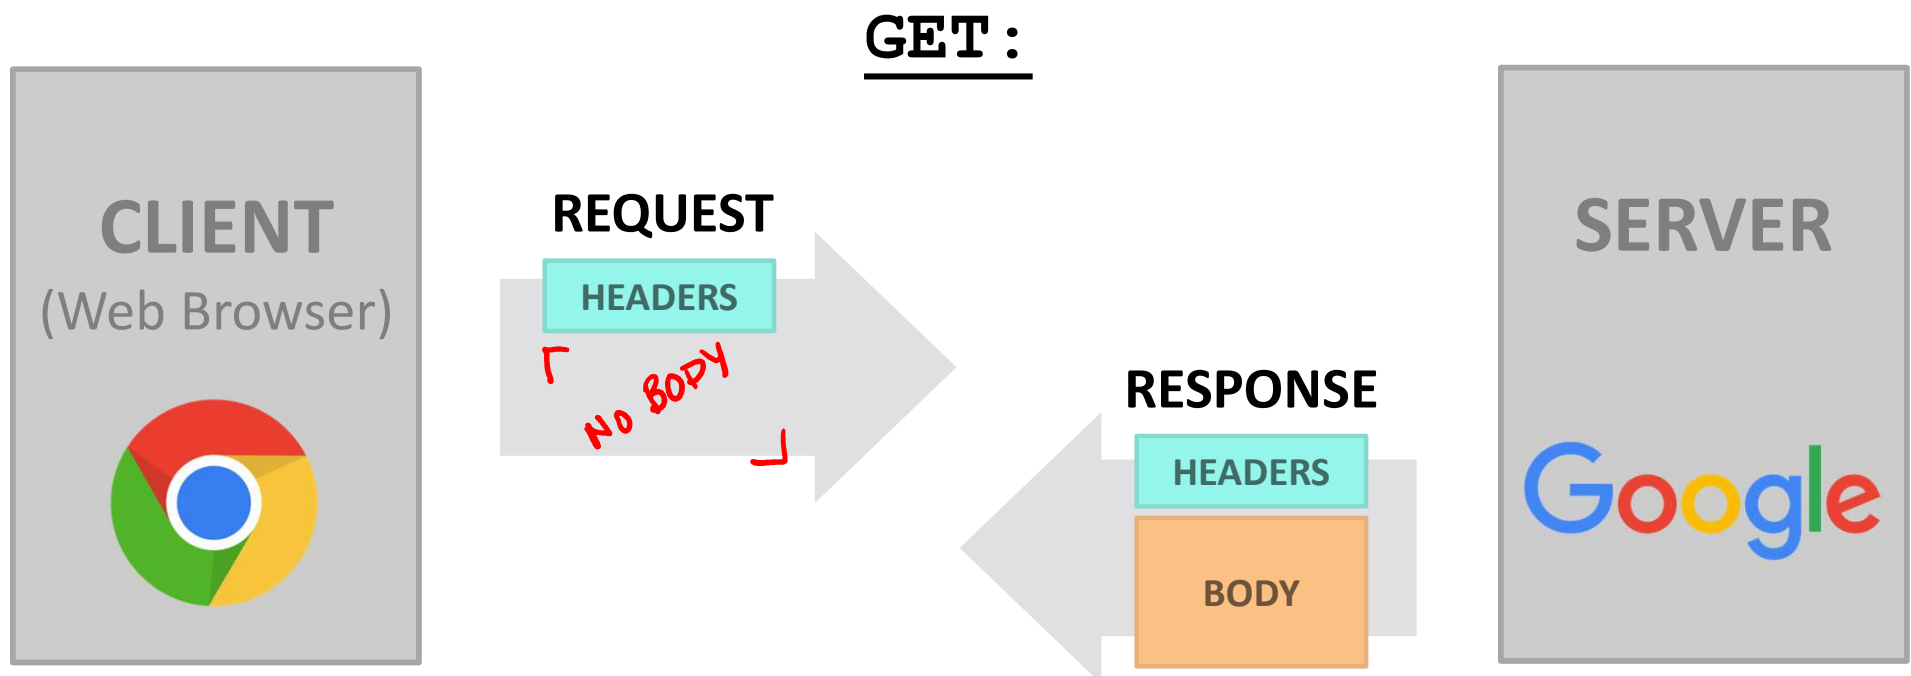 GET:
CLIENT
(Web Browser)
REQUEST
HEADERS
NO BODY
RESPONSE
HEADERS
BODY
SERVER
Google